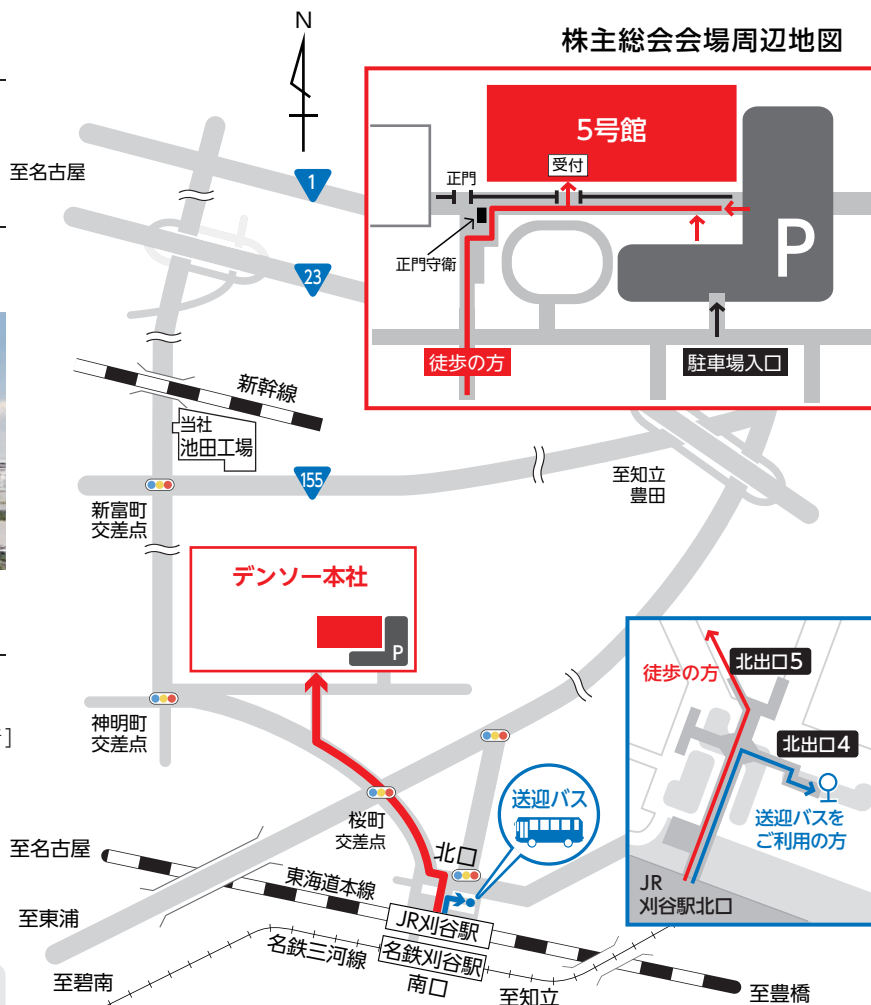 N
株主総会会場周辺地図
5号館
受付
正門
正門守衛
P
徒歩の方
駐車場入口
至名古屋
1
23
新幹線
当社
池田工場
155
至知立
豊田
新富町
交差点
デンソー本社
P
神明町
交差点
]
徒歩の方
北出口5
北出口4
送迎バスを
ご利用の方
JR
刈谷駅北口
送迎バス
桜町
交差点
北口
至名古屋
東海道本線
JR刈谷駅
至東浦
名鉄三河線
名鉄刈谷駅
南口
至碧南
至知立
至豊橋